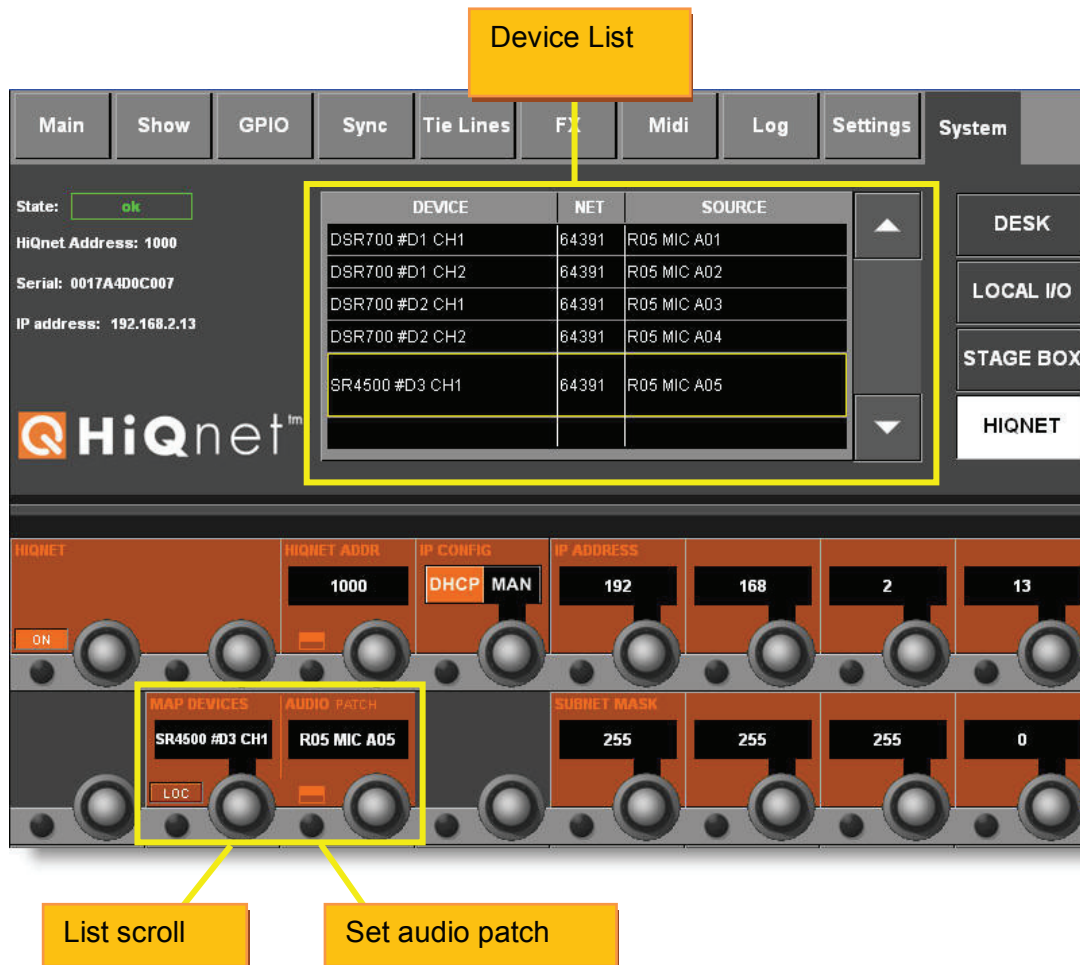 Device List
Main Show GPIO Sync Tie Lines FX Midi Log Settings System
State: ok
HiQnet Address: 1000
Serial: 0017A4D0C007
IP address: 192.168.2.13
HiQnet™
DEVICE NET SOURCE
DSR700 #D1 CH1 64391 R05 MIC A01
DSR700 #D1 CH2 64391 R05 MIC A02
DSR700 #D2 CH1 64391 R05 MIC A03
DSR700 #D2 CH2 64391 R05 MIC A04
SR4500 #D3 CH1 64391 R05 MIC A05
DESK
LOCAL I/O
STAGE BOX
HIQNET
HIQNET HIQNET ADDR IP CONFIG IP ADDRESS
1000 DHCP MAN 192 168 2 13
ON
MAP DEVICES AUDIO PATCH SUBNET MASK
SR4500 #D3 CH1 R05 MIC A05 255 255 255 0
LOC
List scroll Set audio patch